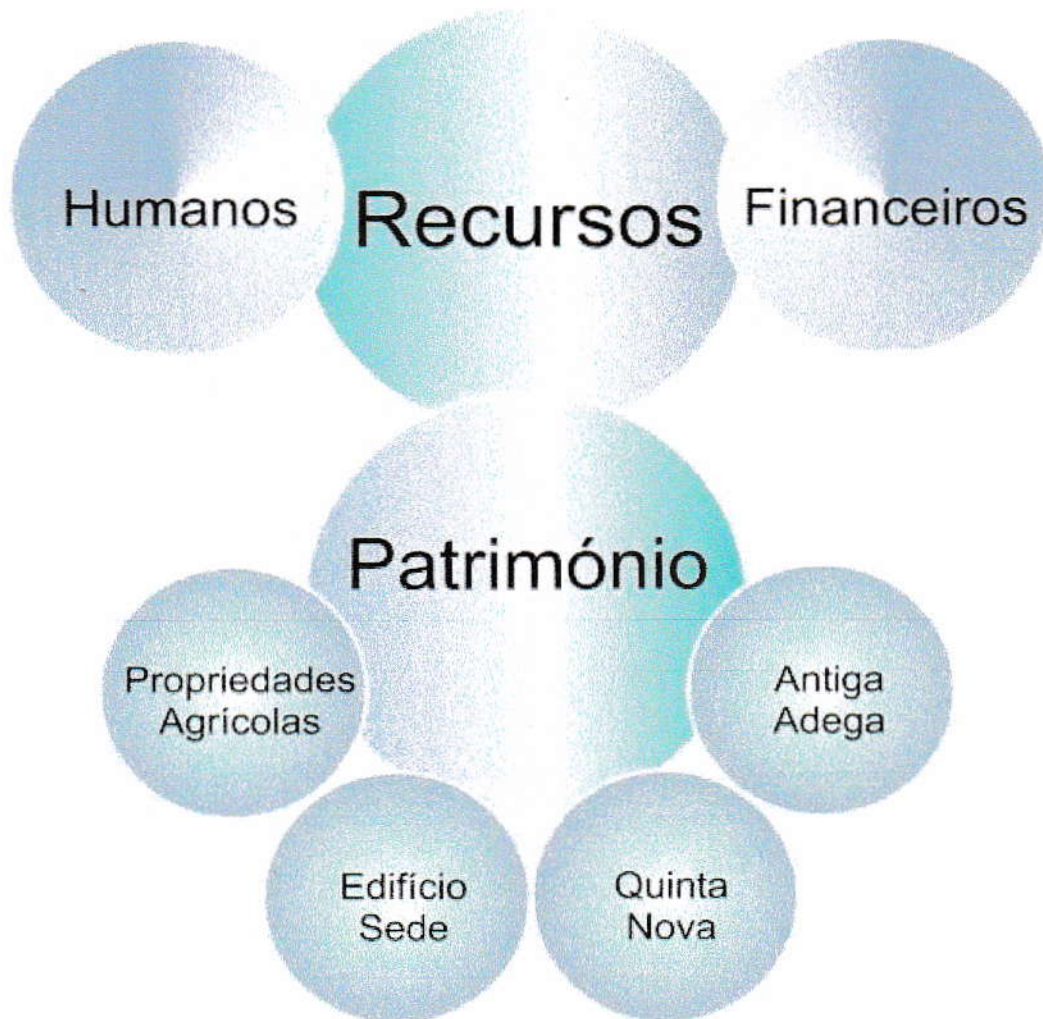 Humanos
Recursos
Financeiros
Património
Propriedades
Agrícolas
Antiga
Adega
Edifício
Sede
Quinta
Nova